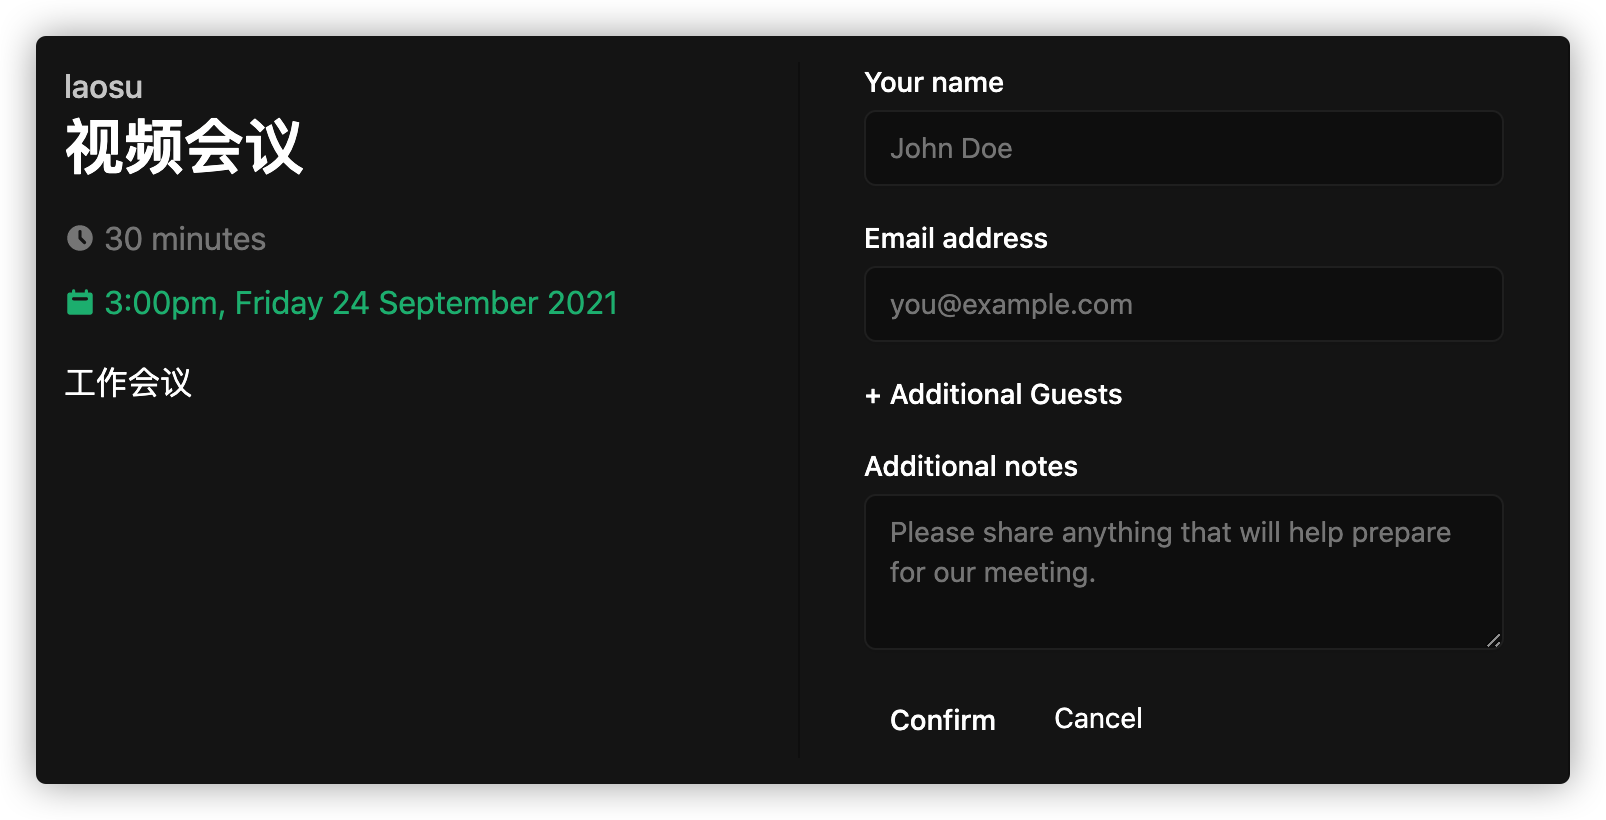 laosu
视频会议
30 minutes
3:00pm, Friday 24 September 2021
工作会议
Your name
John Doe
Email address
you@example.com
+ Additional Guests
Additional notes
Please share anything that will help prepare
for our meeting.
Confirm
Cancel